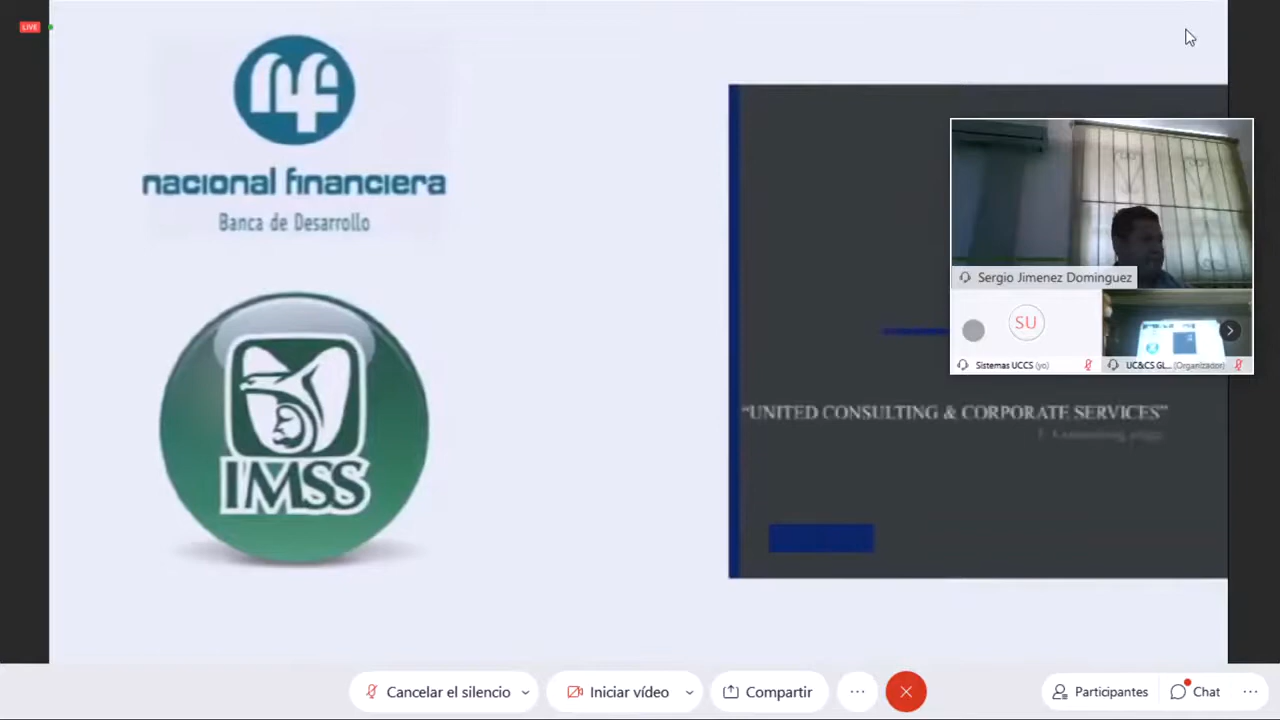 LIVE
nacional financiera
Banca de Desarrollo
IMSS
Sergio Jimenez Dominguez
SU
Sistemas UCCS (yo)
UC&CS GL... (Organizador)
“UNITED CONSULTING & CORPORATE SERVICES”
Cancelar el silencio
Iniciar vídeo
Compartir
Participantes
Chat